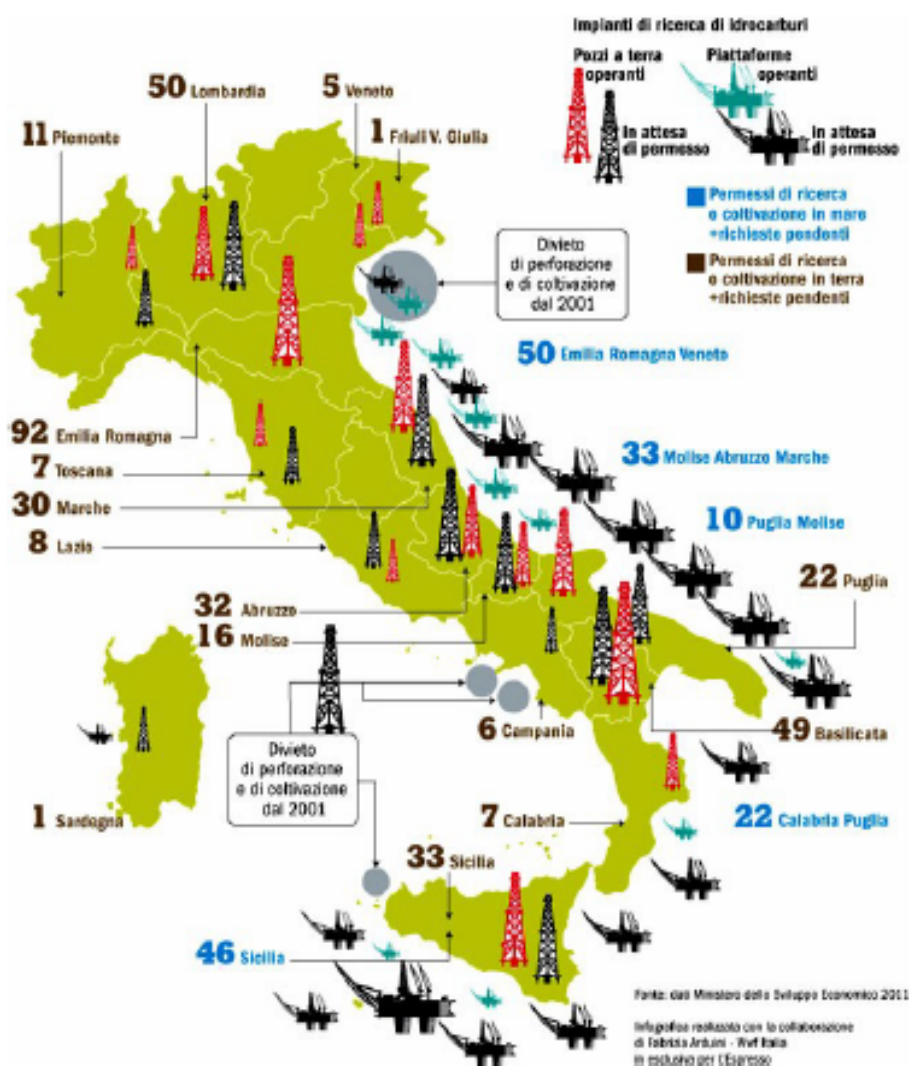 Impianti di ricerca di idrocarburi
Pozzi a terra
operanti
Piattaforme
operanti
In attesa
di permesso
In attesa
di permesso
Permessi di ricerca
e coltivazione in mare
+richieste pendenti
Permessi di ricerca
e coltivazione in terra
+richieste pendenti
50 Lombardia
5 Veneto
11 Piemonte
1 Friuli V. Giulia
Divieto
di perforazione
e di coltivazione
dal 2001
50 Emilia Romagna Veneto
92 Emilia Romagna
7 Toscana
33 Molise Abruzzo Marche
30 Marche
10 Puglia Molise
8 Lazio
22 Puglia
32 Abruzzo
16 Molise
6 Campania
49 Basilicata
Divieto
di perforazione
e di coltivazione
dal 2001
1 Sardegna
7 Calabria
22 Calabria Puglia
33 Sicilia
46 Sicilia
Fonte: dati Ministero dello Sviluppo Economico 2011
Infografica realizzata con la collaborazione
di Fabrizia Arduini - Wwf Italia
in esclusiva per L'Espresso